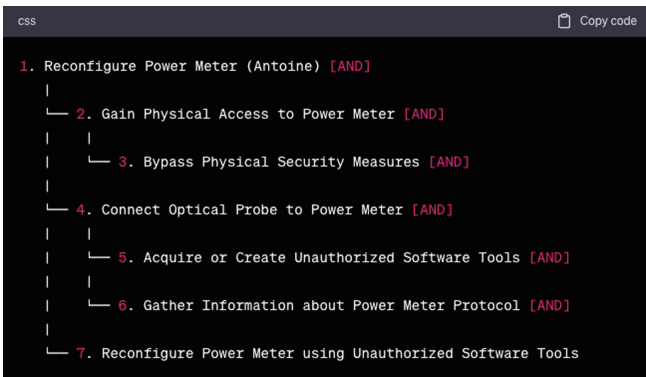 css
Copy code
1. Reconfigure Power Meter (Antoine) [AND]
2. Gain Physical Access to Power Meter [AND]
3. Bypass Physical Security Measures [AND]
4. Connect Optical Probe to Power Meter [AND]
5. Acquire or Create Unauthorized Software Tools [AND]
6. Gather Information about Power Meter Protocol [AND]
7. Reconfigure Power Meter using Unauthorized Software Tools